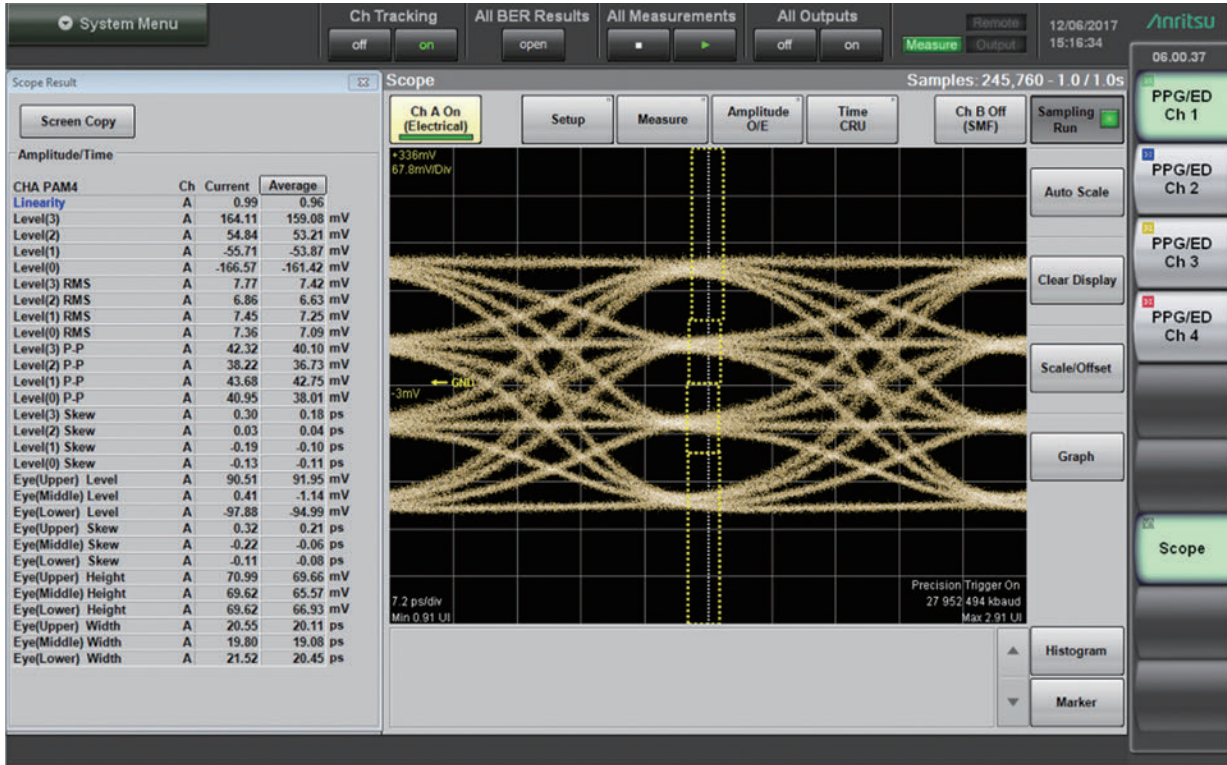 System Menu
Ch Tracking
off
on
All BER Results
open
All Measurements
All Outputs
off
on
Remote
Measure
Output
12/06/2017
15:16:34
Anritsu
06.00.37
Scope Result
Screen Copy
Amplitude/Time
CHA PAM4 Ch Current Average
Linearity A 0.99 0.96
Level(3) A 164.11 159.08 mV
Level(2) A 54.84 53.21 mV
Level(1) A -55.71 -53.87 mV
Level(0) A -166.57 -161.42 mV
Level(3) RMS A 7.77 7.42 mV
Level(2) RMS A 6.86 6.63 mV
Level(1) RMS A 7.45 7.25 mV
Level(0) RMS A 7.36 7.09 mV
Level(3) P-P A 42.32 40.10 mV
Level(2) P-P A 38.22 36.73 mV
Level(1) P-P A 43.68 42.75 mV
Level(0) P-P A 40.95 38.01 mV
Level(3) Skew A 0.30 0.18 ps
Level(2) Skew A 0.03 0.04 ps
Level(1) Skew A -0.19 -0.10 ps
Level(0) Skew A -0.13 -0.11 ps
Eye(Upper) Level A 90.51 91.95 mV
Eye(Middle) Level A 0.41 -1.14 mV
Eye(Lower) Level A -97.88 -94.99 mV
Eye(Upper) Skew A 0.32 0.21 ps
Eye(Middle) Skew A -0.22 -0.06 ps
Eye(Lower) Skew A -0.11 -0.08 ps
Eye(Upper) Height A 70.99 69.66 mV
Eye(Middle) Height A 69.62 65.57 mV
Eye(Lower) Height A 69.62 66.93 mV
Eye(Upper) Width A 20.55 20.11 ps
Eye(Middle) Width A 19.80 19.08 ps
Eye(Lower) Width A 21.52 20.45 ps
Scope
Samples: 245,760 - 1.0 / 1.0s
Ch A On
(Electrical)
Setup
Measure
Amplitude
O/E
Time
CRU
Ch B Off
(SMF)
Sampling
Run
+336mV
67.8mV/Div
GND
-3mV
7.2 ps/div
Min 0.91 UI
Precision Trigger On
27 952 494 kbaud
Max 2.91 UI
Auto Scale
Clear Display
Scale/Offset
Graph
Histogram
Marker
PPG/ED
Ch 1
PPG/ED
Ch 2
PPG/ED
Ch 3
PPG/ED
Ch 4
Scope